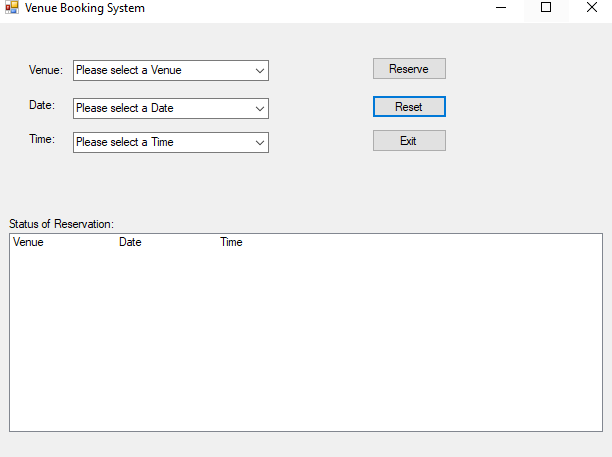 Venue Booking System
Venue: Please select a Venue Reserve
Date: Please select a Date Reset
Time: Please select a Time Exit
Status of Reservation:
Venue Date Time